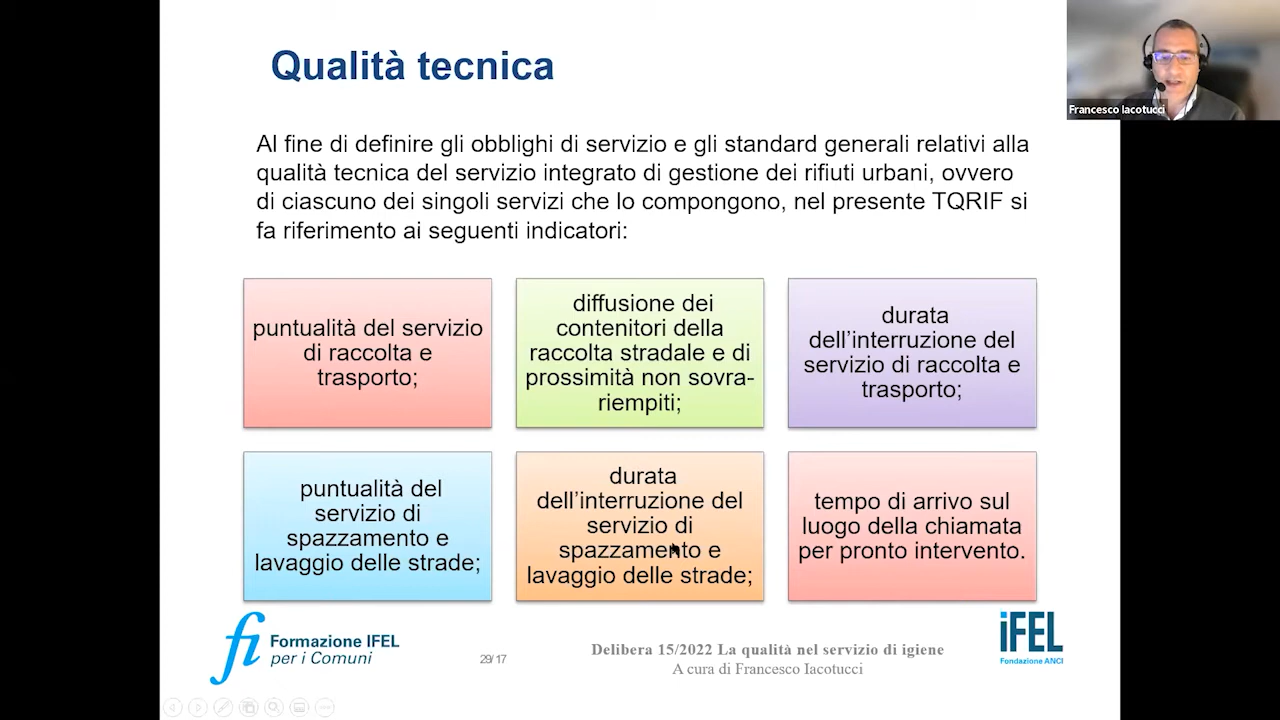 Qualità tecnica
Francesco Iacotucci
Al fine di definire gli obblighi di servizio e gli standard generali relativi alla
qualità tecnica del servizio integrato di gestione dei rifiuti urbani, ovvero
di ciascuno dei singoli servizi che lo compongono, nel presente TQRIF si
fa riferimento ai seguenti indicatori:
puntualità del servizio
di raccolta e
trasporto;
diffusione dei
contenitori della
raccolta stradale e di
prossimità non sovra-
riempiti;
durata
dell’interruzione del
servizio di raccolta e
trasporto;
puntualità del
servizio di
spazzamento e
lavaggio delle strade;
durata
dell’interruzione del
servizio di
spazzamento e
lavaggio delle strade;
tempo di arrivo sul
luogo della chiamata
per pronto intervento.
fi Formazione IFEL
per i Comuni
29/17
Delibera 15/2022 La qualità nel servizio di igiene
A cura di Francesco Iacotucci
iFEL
Fondazione ANCI